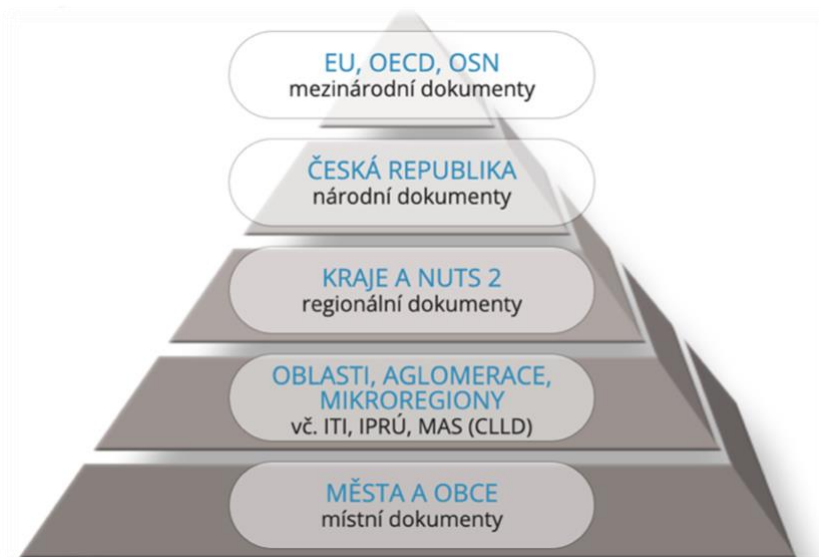 EU, OECD, OSN
mezinárodní dokumenty
ČESKÁ REPUBLIKA
národní dokumenty
KRAJE A NUTS 2
regionální dokumenty
OBLASTI, AGLOMERACE,
MIKROREGIONY
vč. ITI, IPRÚ, MAS (CLLD)
MĚSTA A OBCE
místní dokumenty